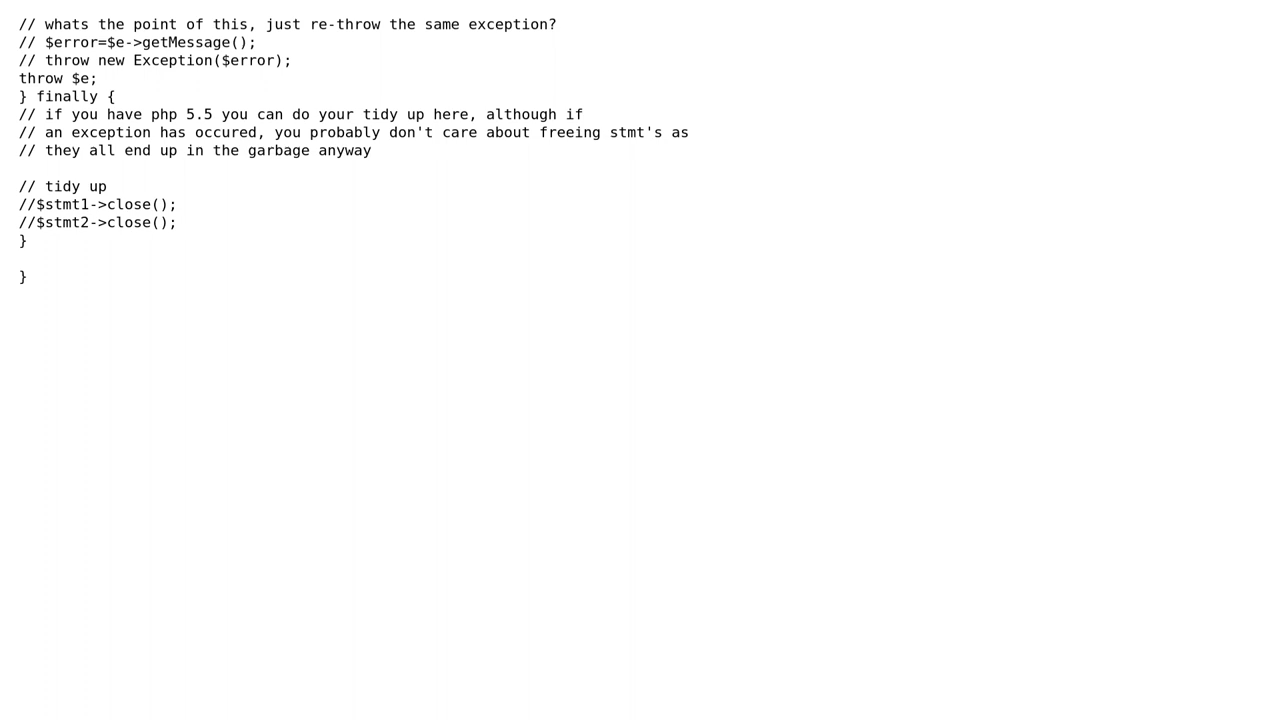 // whats the point of this, just re-throw the same exception?
// $error=$e->getMessage();
// throw new Exception($error);
throw $e;
} finally {
// if you have php 5.5 you can do your tidy up here, although if
// an exception has occured, you probably don't care about freeing stmt's as
// they all end up in the garbage anyway

// tidy up
//$stmt1->close();
//$stmt2->close();
}

}